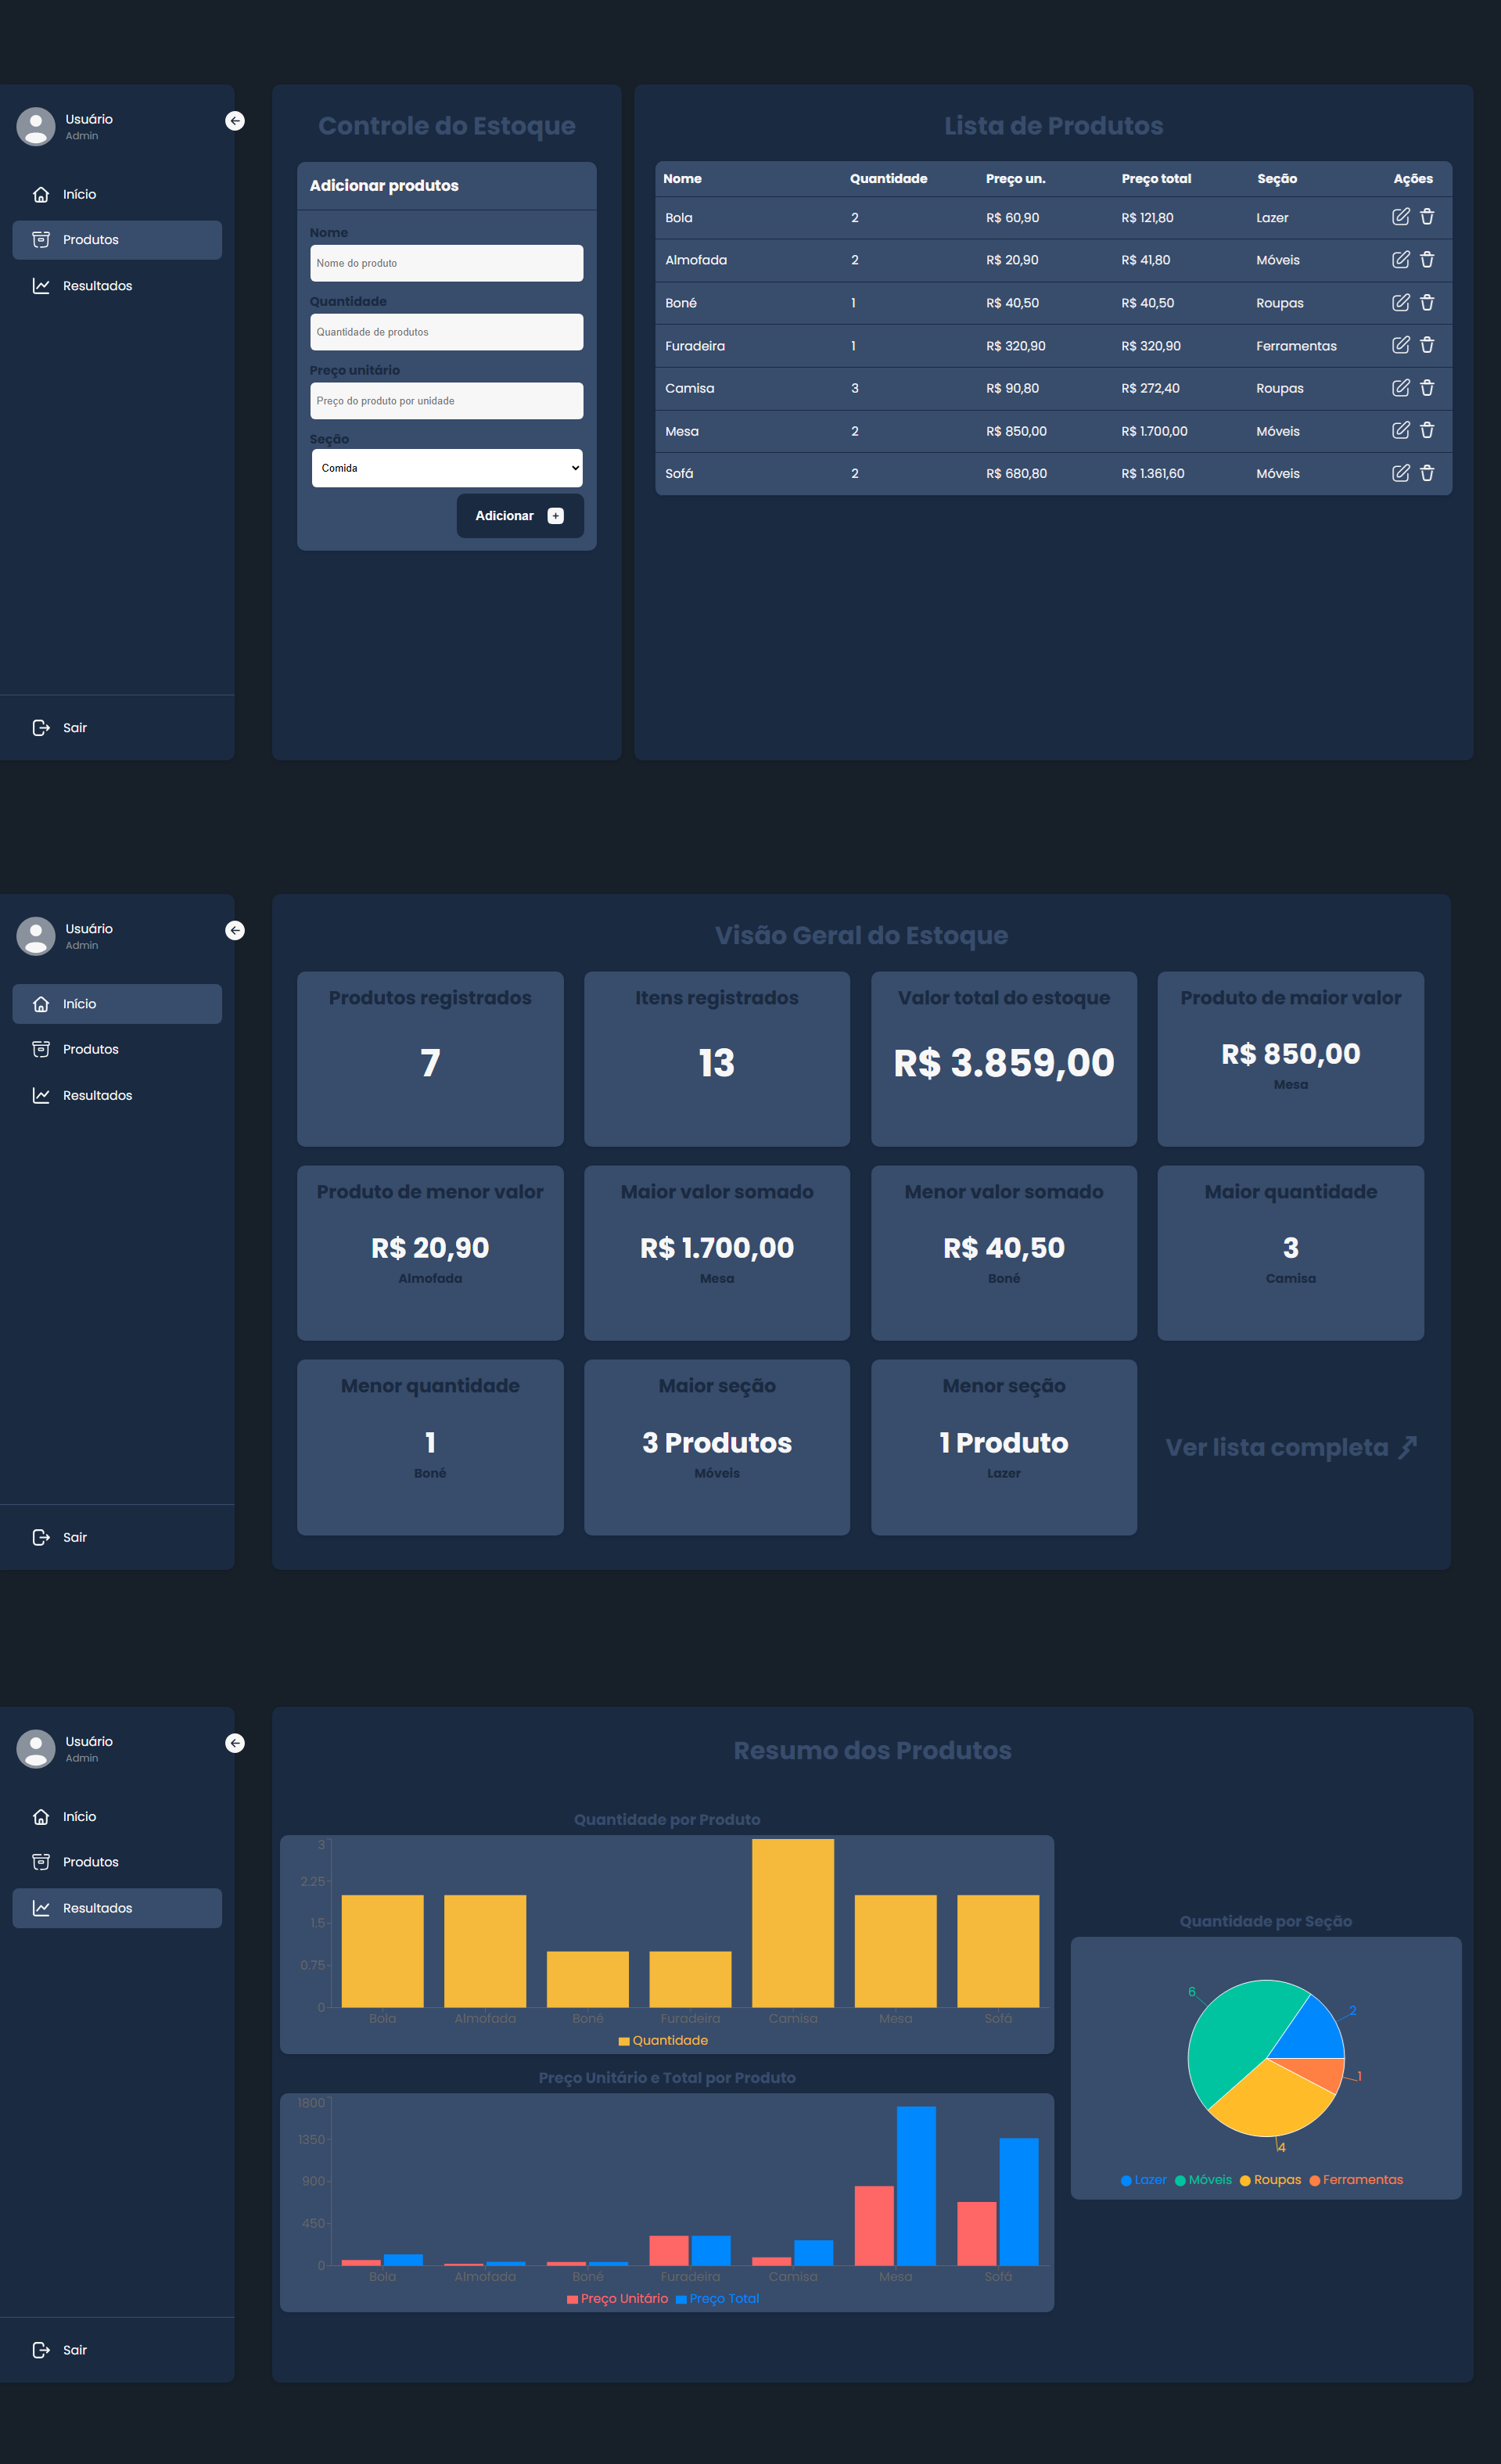 Usuário
Admin
Início
Produtos
Resultados
Sair
Controle do Estoque
Adicionar produtos
Nome
Nome do produto
Quantidade
Quantidade de produtos
Preço unitário
Preço do produto por unidade
Seção
Comida
Adicionar +
Lista de Produtos
Nome Quantidade Preço un. Preço total Seção Ações
Bola 2 R$ 60,90 R$ 121,80 Lazer
Almofada 2 R$ 20,90 R$ 41,80 Móveis
Boné 1 R$ 40,50 R$ 40,50 Roupas
Furadeira 1 R$ 320,90 R$ 320,90 Ferramentas
Camisa 3 R$ 90,80 R$ 272,40 Roupas
Mesa 2 R$ 850,00 R$ 1.700,00 Móveis
Sofá 2 R$ 680,80 R$ 1.361,60 Móveis
Usuário
Admin
Início
Produtos
Resultados
Sair
Visão Geral do Estoque
Produtos registrados
7
Itens registrados
13
Valor total do estoque
R$ 3.859,00
Produto de maior valor
R$ 850,00
Mesa
Produto de menor valor
R$ 20,90
Almofada
Maior valor somado
R$ 1.700,00
Mesa
Menor valor somado
R$ 40,50
Boné
Maior quantidade
3
Camisa
Menor quantidade
1
Boné
Maior seção
3 Produtos
Móveis
Menor seção
1 Produto
Lazer
Ver lista completa
Usuário
Admin
Início
Produtos
Resultados
Sair
Resumo dos Produtos
Quantidade por Produto
3
2.25
1.5
0.75
0
Bola Almofada Boné Furadeira Camisa Mesa Sofá
Quantidade
Preço Unitário e Total por Produto
1800
1350
900
450
0
Bola Almofada Boné Furadeira Camisa Mesa Sofá
Preço Unitário Preço Total
Quantidade por Seção
6
2
1
4
Lazer Móveis Roupas Ferramentas